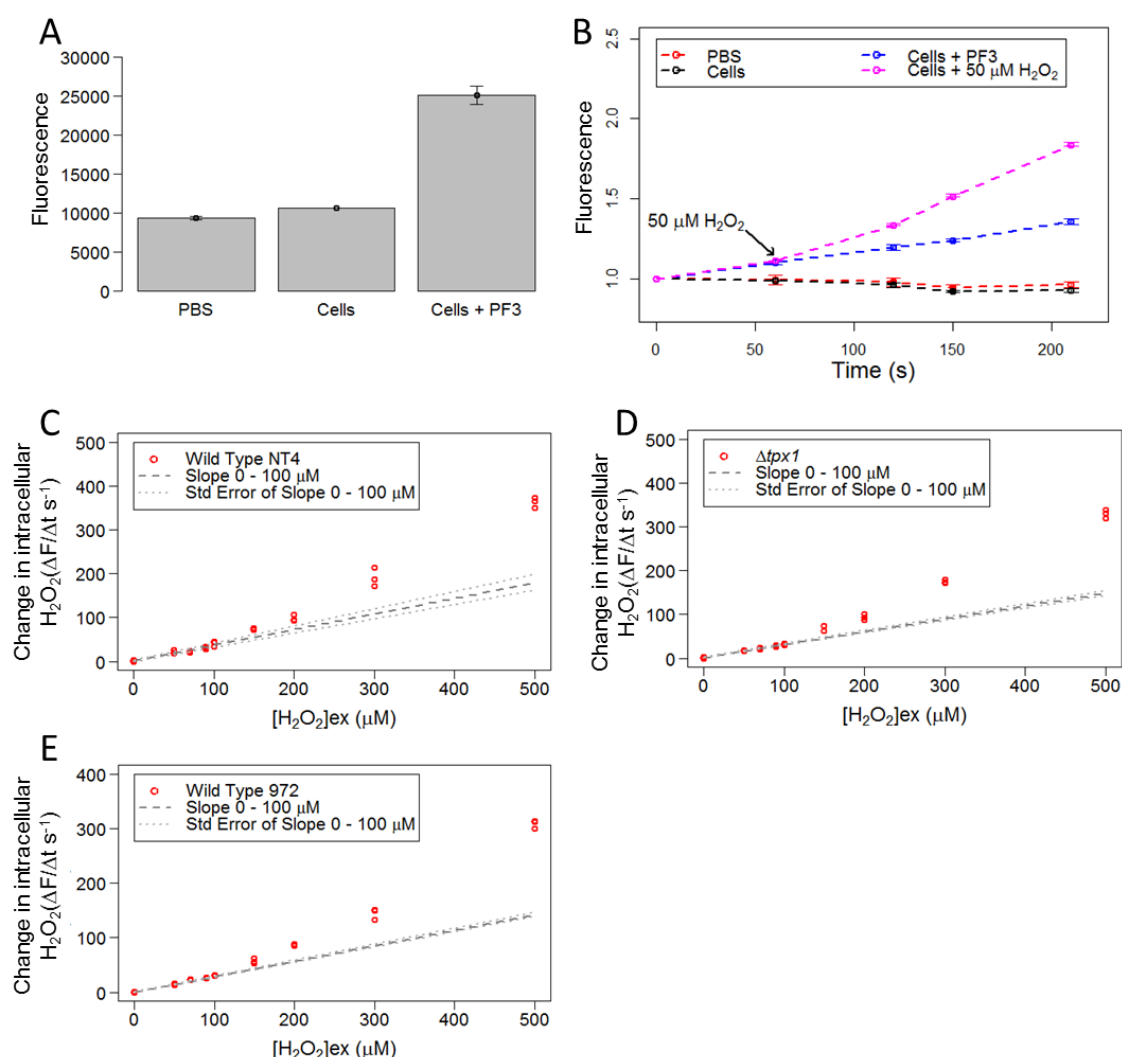 A
Fluorescence
30000
25000
20000
15000
10000
5000
0
PBS
Cells
Cells + PF3
B
Fluorescence
2.5
2.0
1.5
1.0
PBS
Cells
Cells + PF3
Cells + 50 μM H₂O₂
50 μM H₂O₂
0
50
100
150
200
Time (s)
C
Change in intracellular
H₂O₂(ΔF/Δt s⁻¹)
500
400
300
200
100
0
Wild Type NT4
Slope 0 - 100 μM
Std Error of Slope 0 - 100 μM
0
100
200
300
400
500
[H₂O₂]ex (μM)
D
Change in intracellular
H₂O₂(ΔF/Δt s⁻¹)
500
400
300
200
100
0
Δtpx1
Slope 0 - 100 μM
Std Error of Slope 0 - 100 μM
0
100
200
300
400
500
[H₂O₂]ex (μM)
E
Change in intracellular
H₂O₂(ΔF/Δt s⁻¹)
400
300
200
100
0
Wild Type 972
Slope 0 - 100 μM
Std Error of Slope 0 - 100 μM
0
100
200
300
400
500
[H₂O₂]ex (μM)